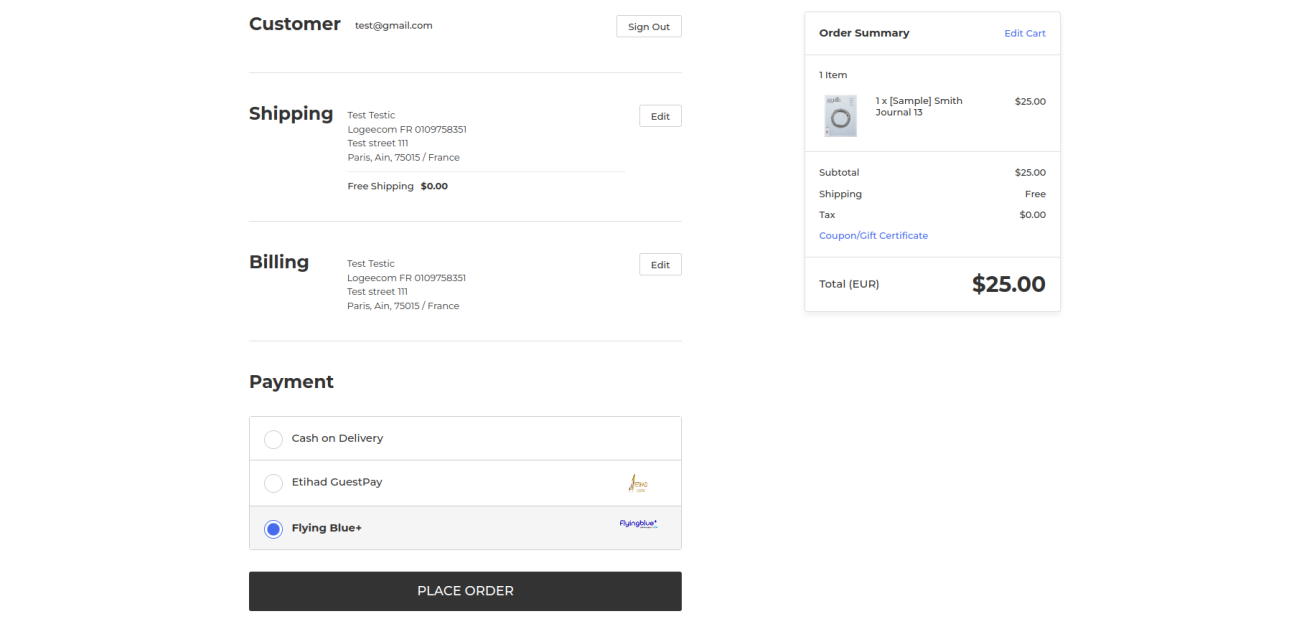 Customer
test@gmail.com
Sign Out
Shipping
Test Testic
Logeecom FR 0109758351
Test street 111
Paris, Ain, 75015 / France
Edit
Free Shipping $0.00
Billing
Test Testic
Logeecom FR 0109758351
Test street 111
Paris, Ain, 75015 / France
Edit
Payment
Cash on Delivery
Etihad GuestPay
Flying Blue+
Flyingblue+
PLACE ORDER
Order Summary
Edit Cart
1 Item
1 x [Sample] Smith
Journal 13
$25.00
Subtotal $25.00
Shipping Free
Tax $0.00
Coupon/Gift Certificate
Total (EUR) $25.00